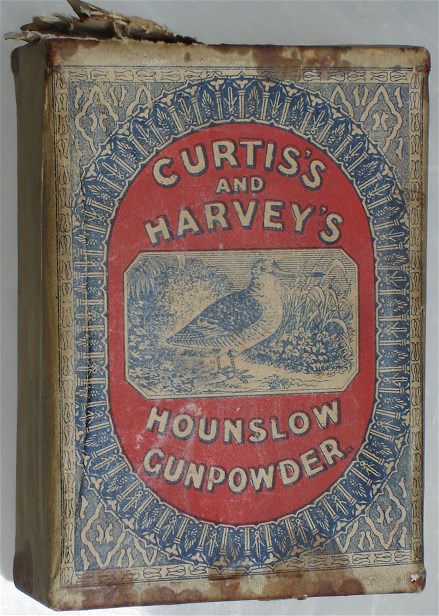 CURTIS'S
AND
HARVEY'S
HOUNSLOW
GUNPOWDER.